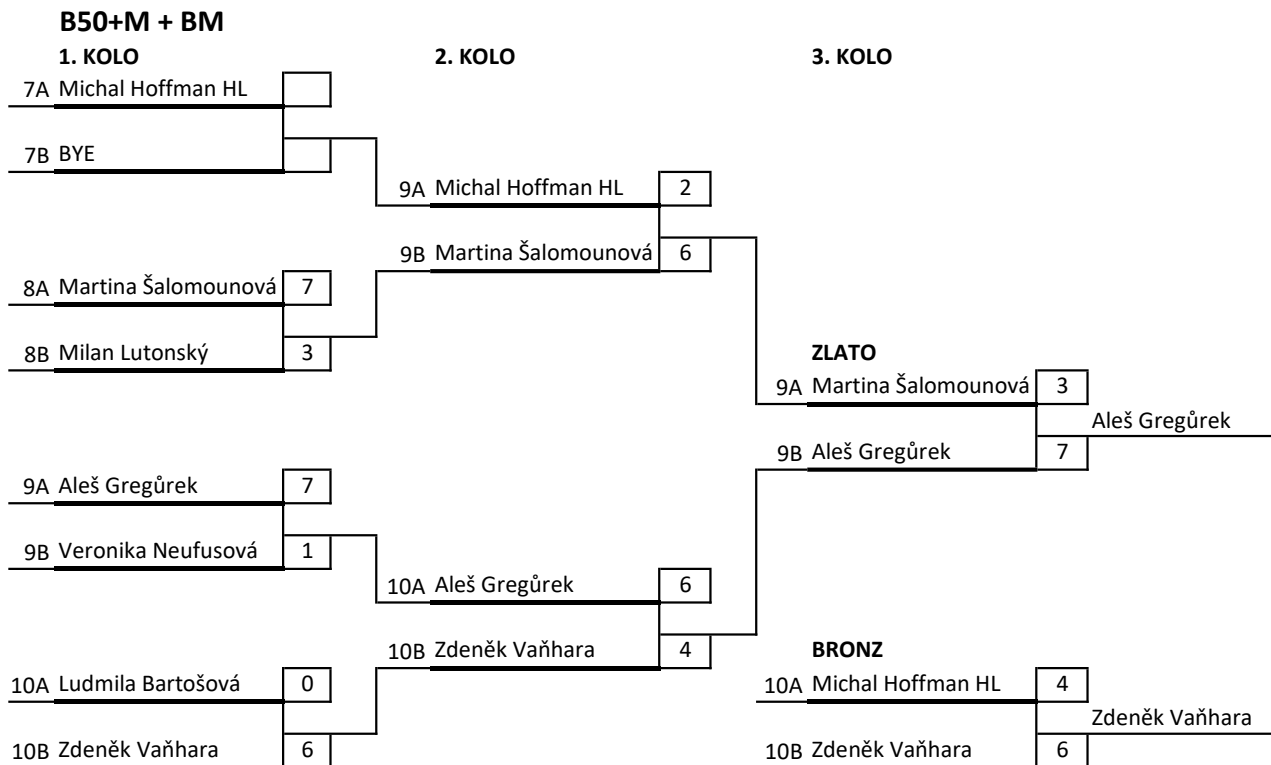 B50+M + BM
1. KOLO
2. KOLO
3. KOLO
7A Michal Hoffman HL
7B BYE
9A Michal Hoffman HL 2
9B Martina Šalomounová 6
8A Martina Šalomounová 7
8B Milan Lutonský 3
ZLATO
9A Martina Šalomounová 3
Aleš Gregůrek
9B Aleš Gregůrek 7
9A Aleš Gregůrek 7
9B Veronika Neufusová 1
10A Aleš Gregůrek 6
10B Zdeněk Vaňhara 4
BRONZ
10A Ludmila Bartošová 0
10A Michal Hoffman HL 4
Zdeněk Vaňhara
10B Zdeněk Vaňhara 6
10B Zdeněk Vaňhara 6